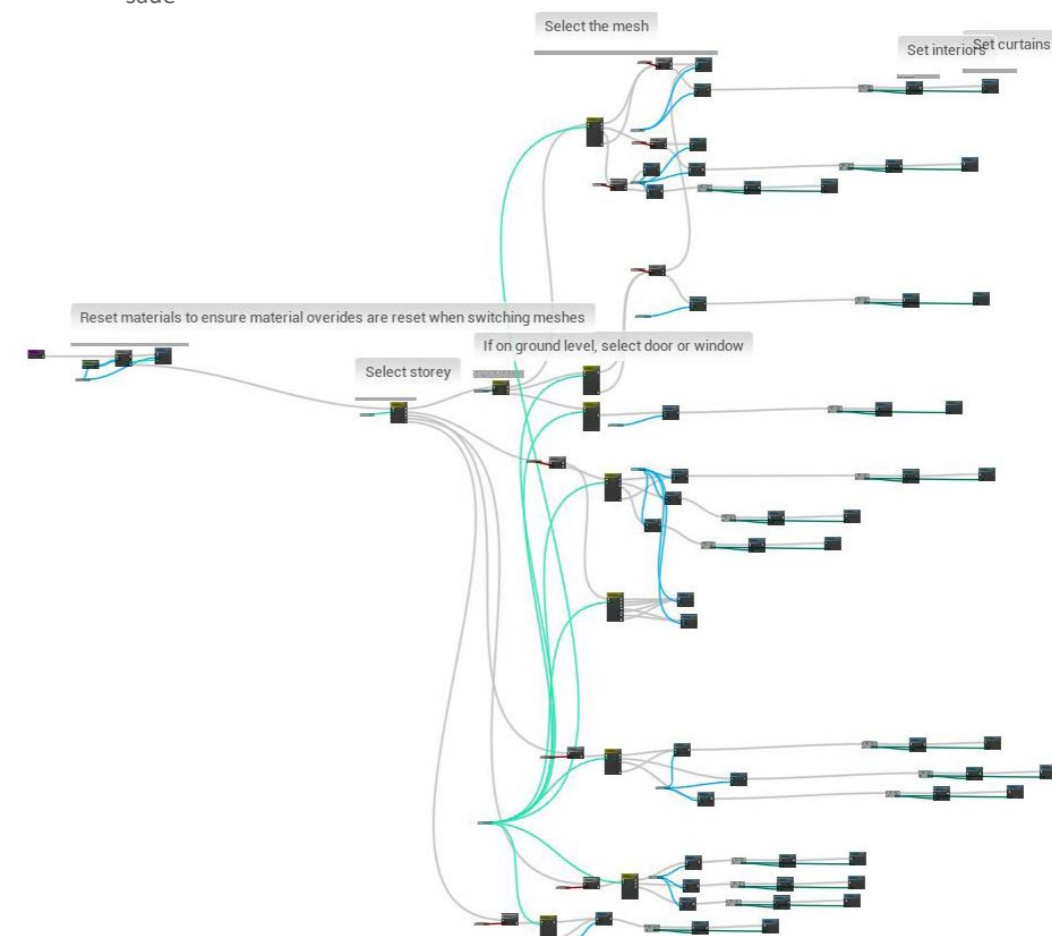 Select the mesh
Set interiors
Set curtains
Reset materials to ensure material overides are reset when switching meshes
If on ground level, select door or window
Select storey